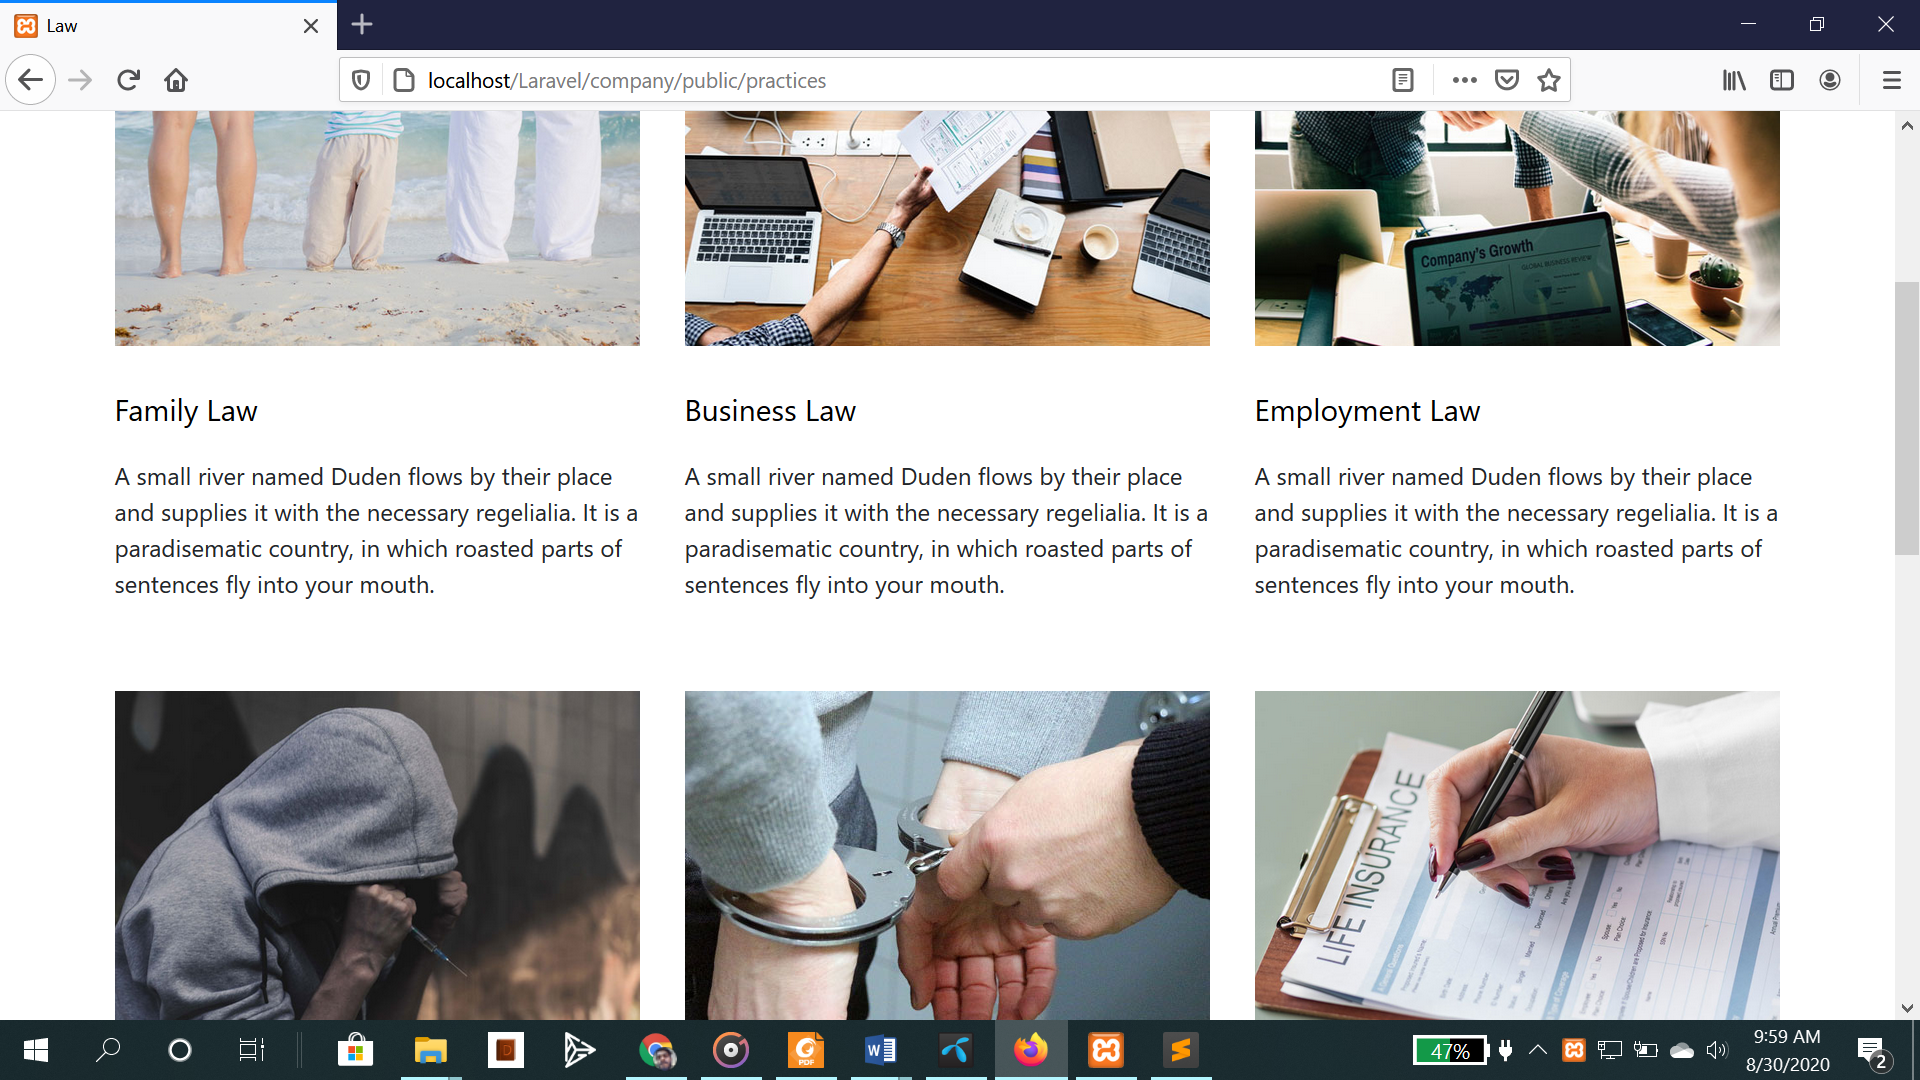 Law
localhost/Laravel/company/public/practices
Company's Growth
GLOBAL BUSINESS REVIEW
Family Law
Business Law
Employment Law
A small river named Duden flows by their place
and supplies it with the necessary regelialia. It is a
paradisematic country, in which roasted parts of
sentences fly into your mouth.
A small river named Duden flows by their place
and supplies it with the necessary regelialia. It is a
paradisematic country, in which roasted parts of
sentences fly into your mouth.
A small river named Duden flows by their place
and supplies it with the necessary regelialia. It is a
paradisematic country, in which roasted parts of
sentences fly into your mouth.
LIFE INSURANCE
D
PDF
W
47%
9:59 AM
8/30/2020
2